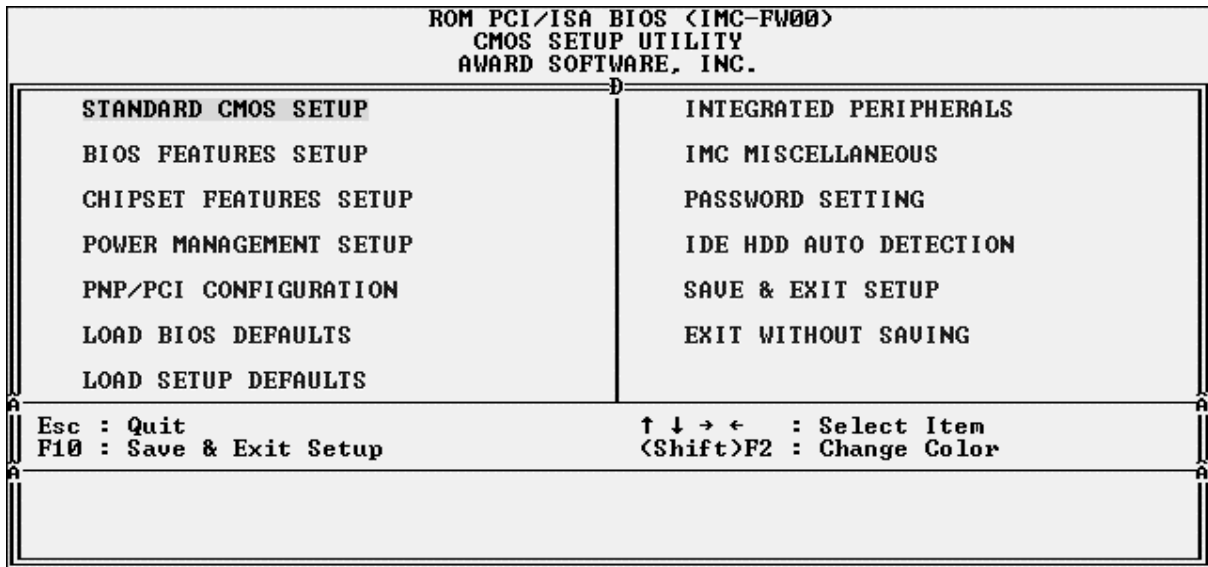 ROM PCI/ISA BIOS (IMC-FW00)
CMOS SETUP UTILITY
AWARD SOFTWARE, INC.
STANDARD CMOS SETUP
BIOS FEATURES SETUP
CHIPSET FEATURES SETUP
POWER MANAGEMENT SETUP
PNP/PCI CONFIGURATION
LOAD BIOS DEFAULTS
LOAD SETUP DEFAULTS
INTEGRATED PERIPHERALS
IMC MISCELLANEOUS
PASSWORD SETTING
IDE HDD AUTO DETECTION
SAVE & EXIT SETUP
EXIT WITHOUT SAVING
Esc : Quit
F10 : Save & Exit Setup
↑ ↓ → ← : Select Item
(Shift)F2 : Change Color